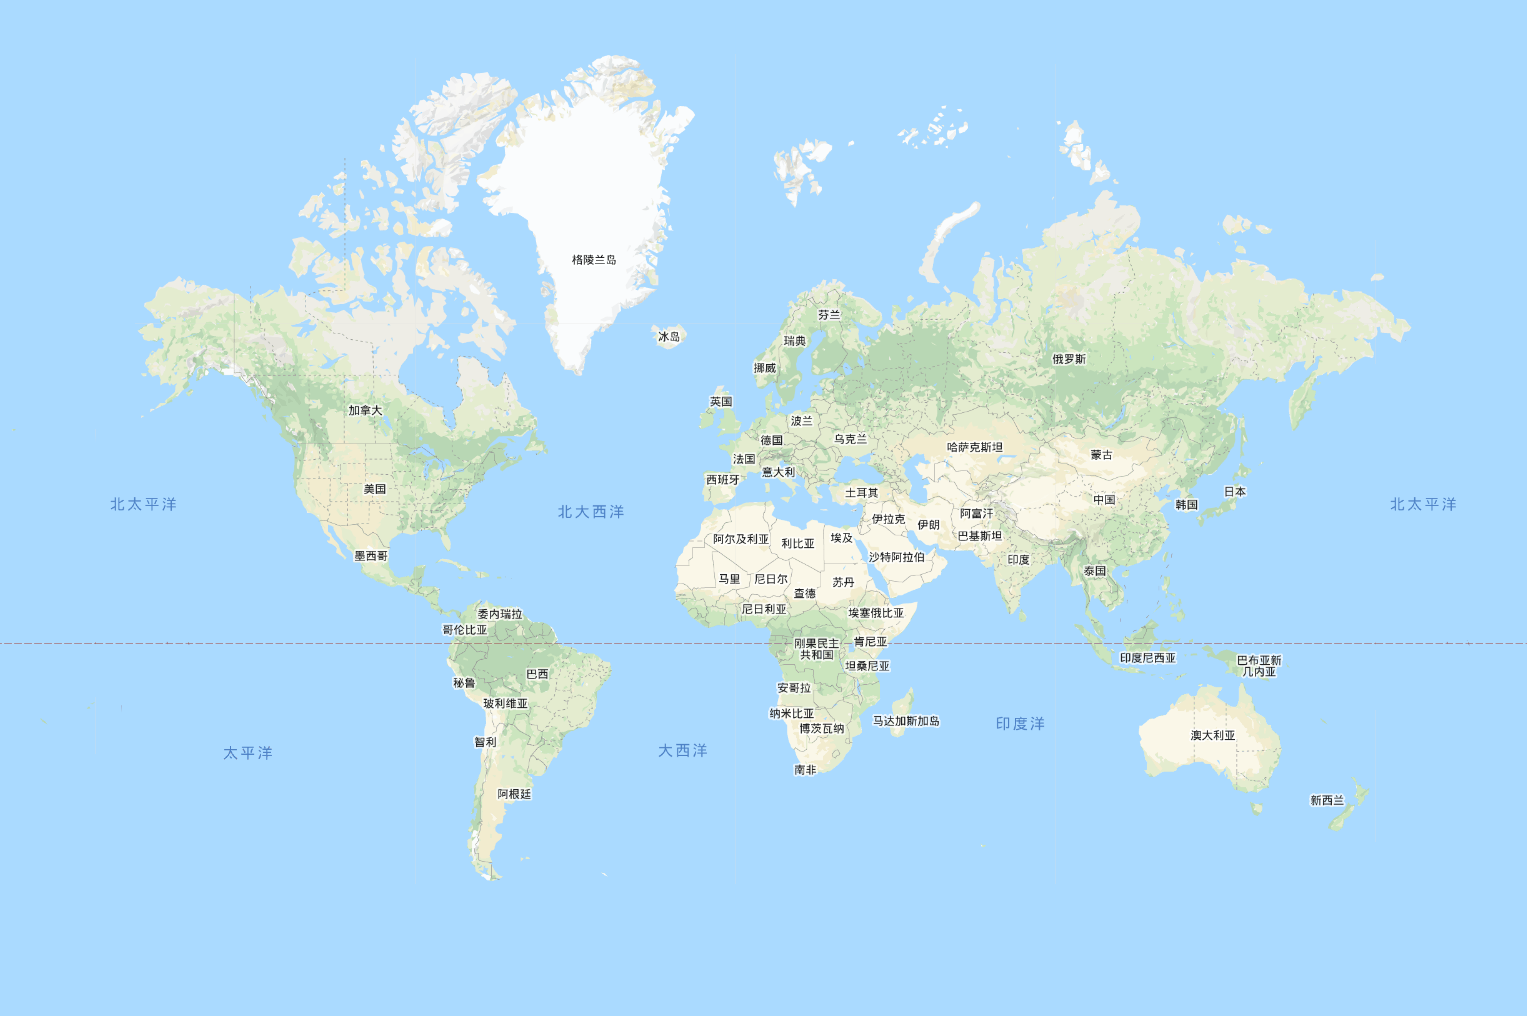 格陵兰岛
芬兰
冰岛
瑞典
俄罗斯
挪威
英国
加拿大
波兰
德国
乌克兰
哈萨克斯坦
蒙古
法国
意大利
西班牙
美国
土耳其
日本
中国
韩国
北太平洋
北大西洋
北太平洋
伊拉克
阿富汗
伊朗
巴基斯坦
阿尔及利亚
利比亚
埃及
墨西哥
沙特阿拉伯
印度
泰国
马里
尼日尔
苏丹
查德
尼日利亚
埃塞俄比亚
委内瑞拉
哥伦比亚
刚果民主
共和国
肯尼亚
印度尼西亚
巴布亚新
几内亚
坦桑尼亚
巴西
秘鲁
安哥拉
玻利维亚
纳米比亚
马达加斯加岛
印度洋
博茨瓦纳
澳大利亚
智利
太平洋
大西洋
南非
阿根廷
新西兰